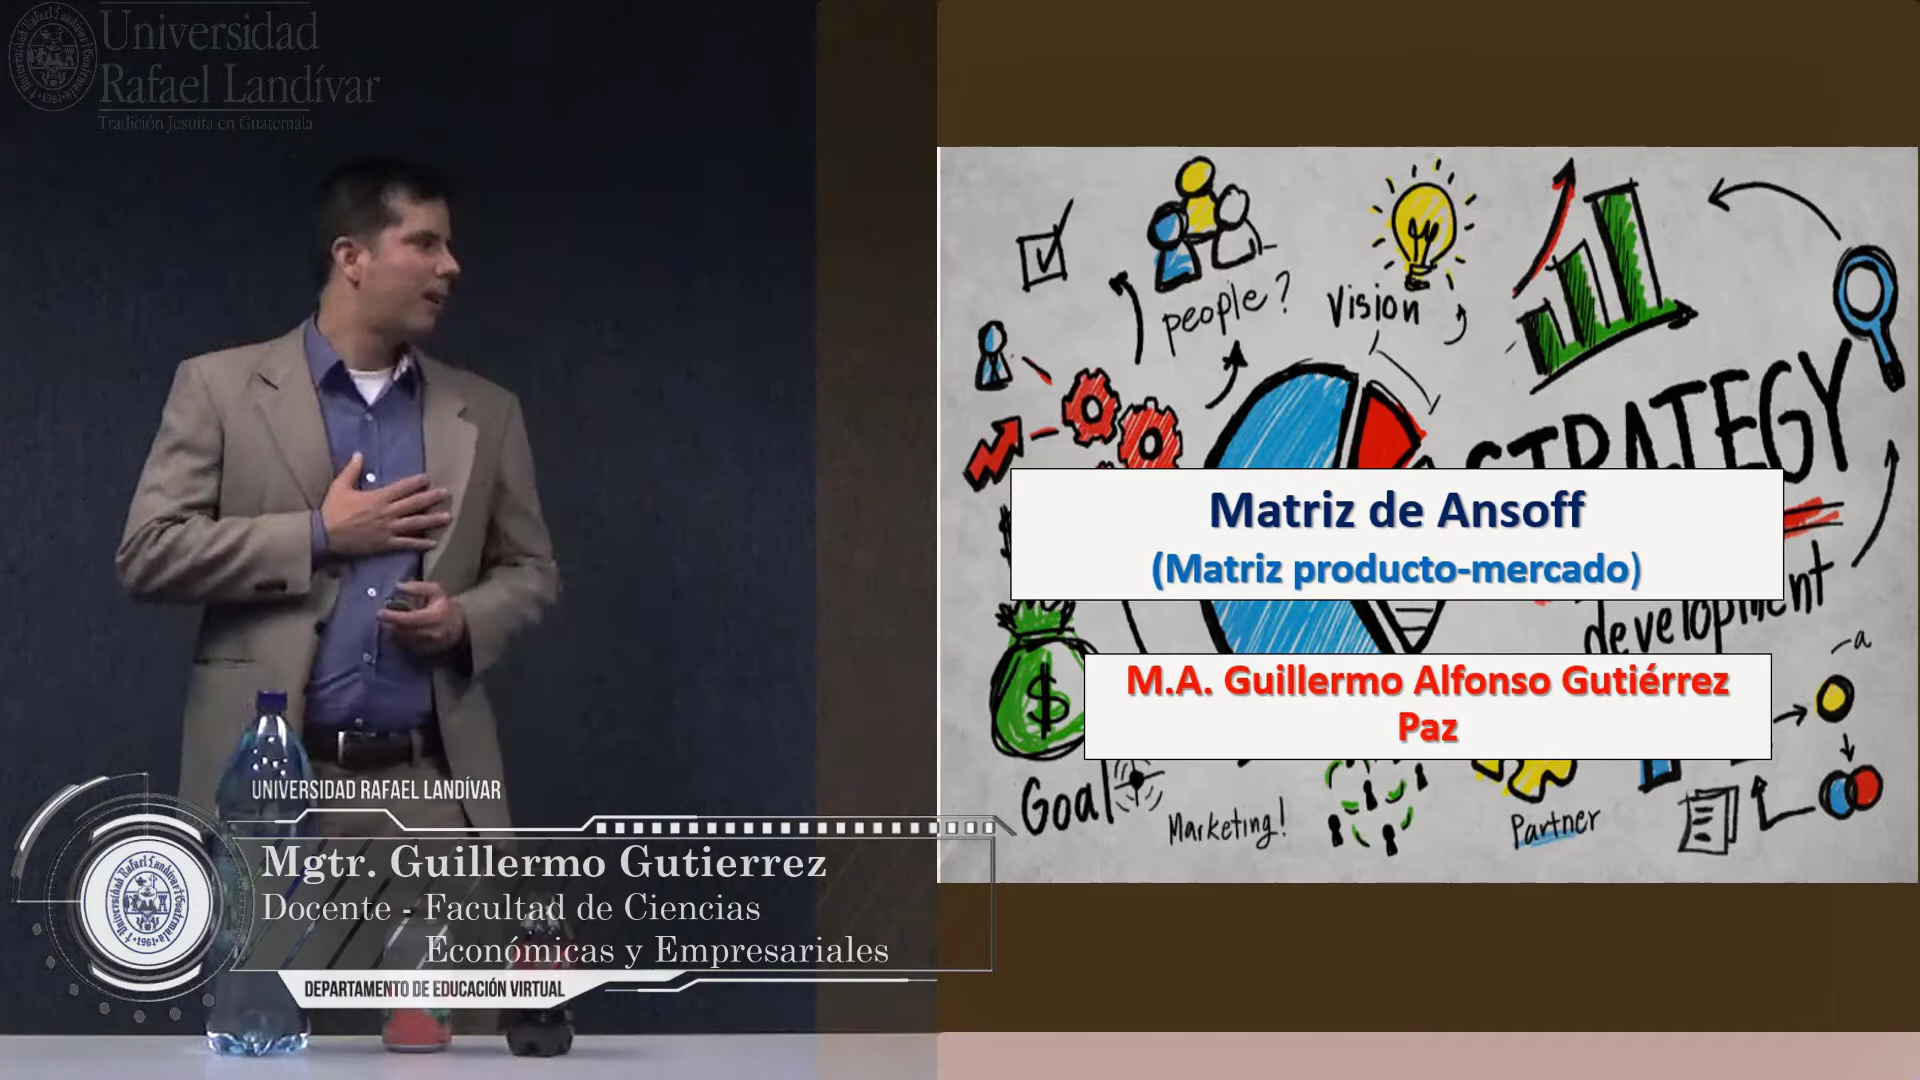 Universidad
Rafael Landívar
Tradición Jesuita en Guatemala
people?
Vision
STRATEGY
Matriz de Ansoff
(Matriz producto-mercado)
development
M.A. Guillermo Alfonso Gutiérrez
Paz
Goal
Marketing!
Partner
UNIVERSIDAD RAFAEL LANDÍVAR
Mgtr. Guillermo Gutierrez
Docente - Facultad de Ciencias
Económicas y Empresariales
DEPARTAMENTO DE EDUCACIÓN VIRTUAL